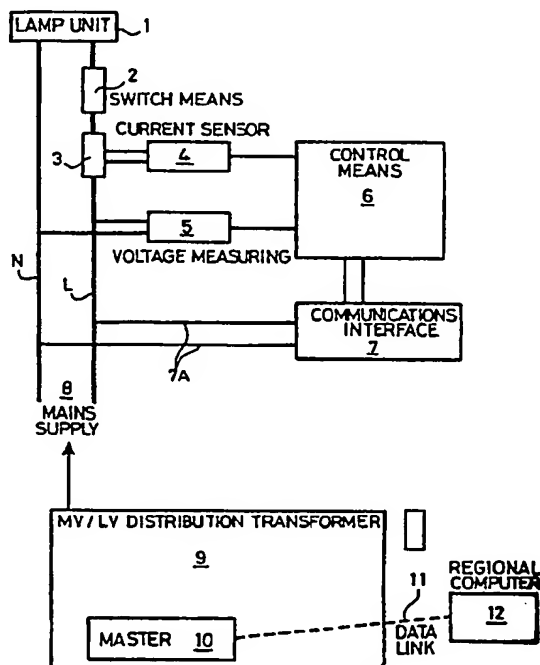 LAMP UNIT
1
2
SWITCH MEANS
CURRENT SENSOR
3
4
CONTROL
MEANS
6
5
VOLTAGE MEASURING
N
L
COMMUNICATIONS
INTERFACE
7
7A
8
MAINS
SUPPLY
MV/LV DISTRIBUTION TRANSFORMER
9
REGIONAL
COMPUTER
11
12
DATA
LINK
MASTER 10